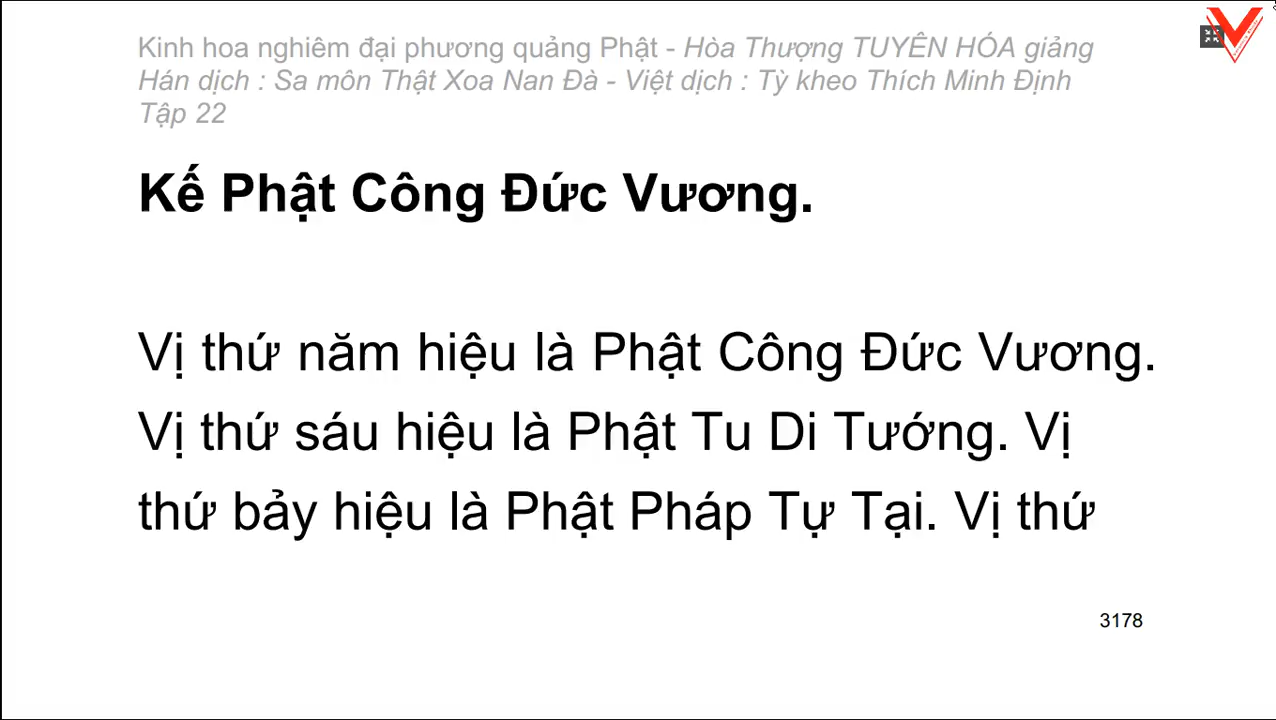 Kinh hoa nghiêm đại phương quảng Phật - Hòa Thượng TUYÊN HÓA giảng
Hán dịch : Sa môn Thật Xoa Nan Đà - Việt dịch : Tỳ kheo Thích Minh Định
Tập 22
Kế Phật Công Đức Vương.
Vị thứ năm hiệu là Phật Công Đức Vương.
Vị thứ sáu hiệu là Phật Tu Di Tướng. Vị
thứ bảy hiệu là Phật Pháp Tự Tại. Vị thứ
3178